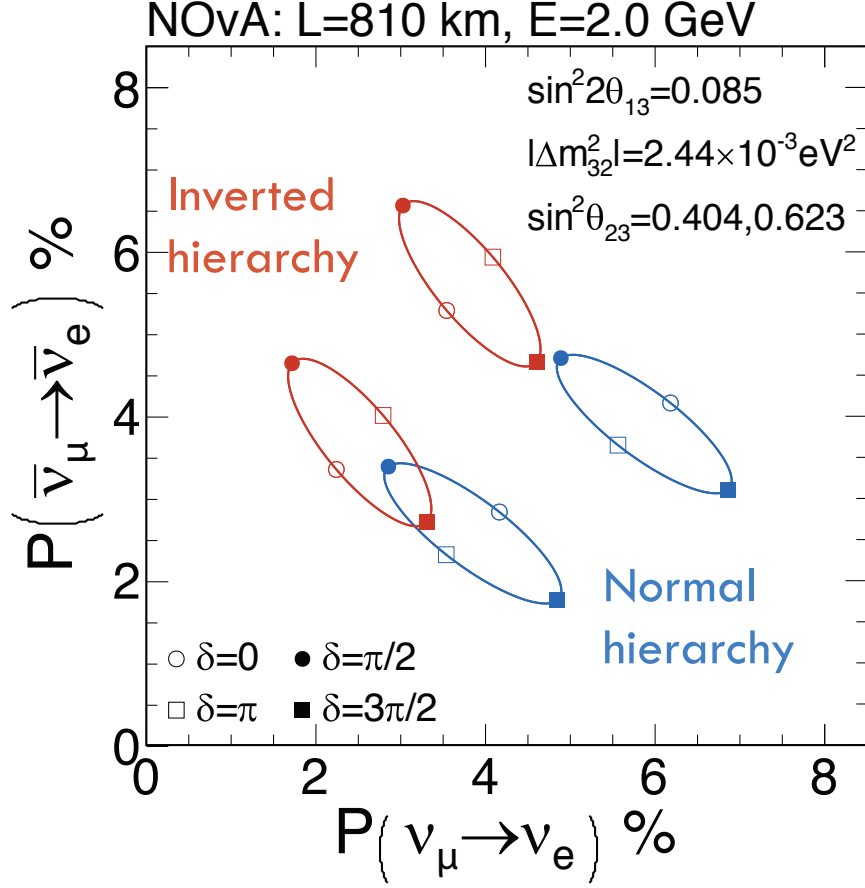 NOvA: L=810 km, E=2.0 GeV
sin²2θ₁₃=0.085
|Δm²₃₂|=2.44×10⁻³eV²
sin²θ₂₃=0.404,0.623
Inverted
hierarchy
Normal
hierarchy
○ δ=0 ● δ=π/2
□ δ=π ■ δ=3π/2
8
6
4
2
0
0 2 4 6 8
P(ν̄μ→ν̄e) %
P(νμ→νe) %